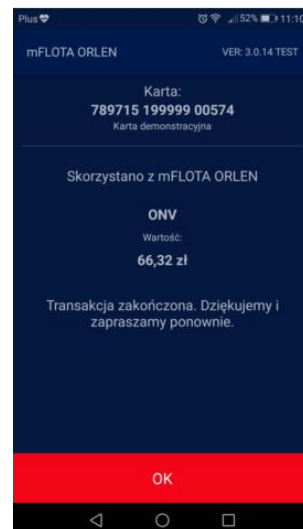 Plus
52% 11:10
mFLOTA ORLEN VER: 3.0.14 TEST
Karta:
789715 199999 00574
Karta demonstracyjna
Skorzystano z mFLOTA ORLEN
ONV
Wartość:
66,32 zł
Transakcja zakończona. Dziękujemy i
zapraszamy ponownie.
OK